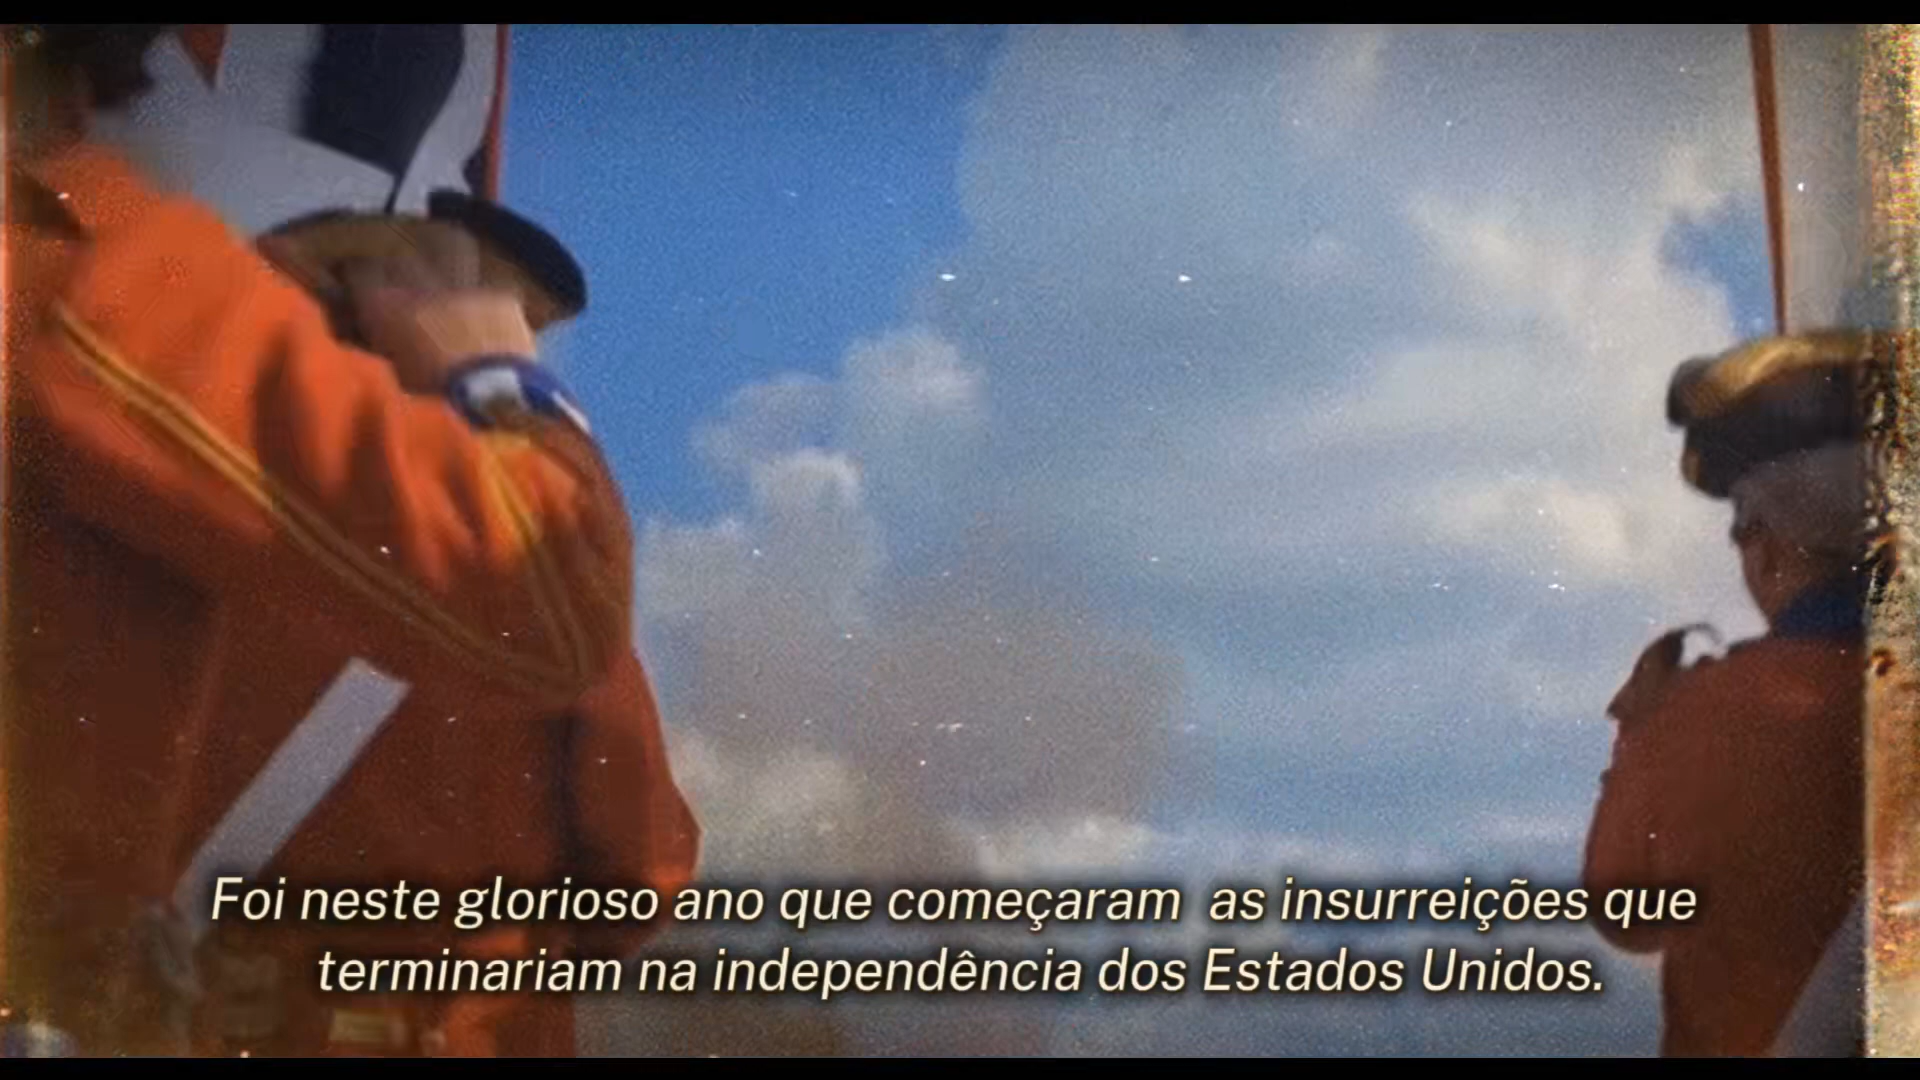 Foi neste glorioso ano que começaram  as insurreições que
terminariam na independência dos Estados Unidos.